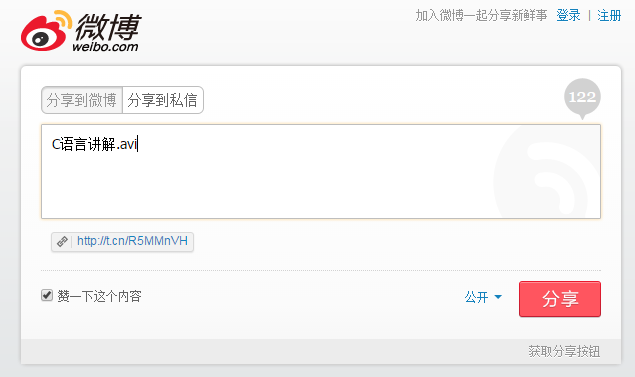 微博
weibo.com
加入微博一起分享新鲜事 登录 | 注册
分享到微博 分享到私信
122
C语言讲解.avi
http://t.cn/R5MMnVH
赞一下这个内容
公开
分享
获取分享按钮